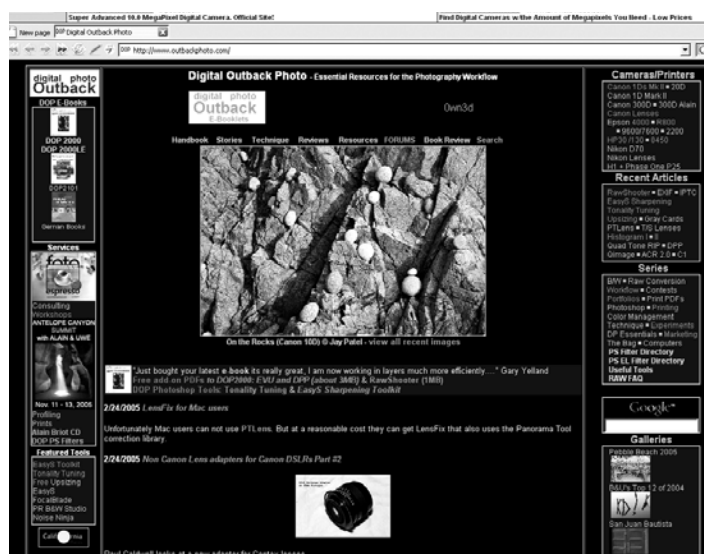 Super Advanced 10.0 MegaPixel Digital Camera. Official Site!
Find Digital Cameras w/the Amount of Megapixels You Need - Low Prices
New page
DOP Digital Outback Photo
DOP http://www.outbackphoto.com/
digital photo
Outback
DOP E-Books
DOP 2000
DOP 2000LE
DOP2101
German Books
Services
foto
espresso
Consulting
Workshops
ANTELOPE CANYON
SUMMIT
with ALAIN & UWE
Nov. 11 - 13, 2005
Profiling
Prints
Alain Briot CD
DOP PS Filters
Featured Tools
EasyS Toolkit
Tonality Tuning
Free Upsizing
EasyS
FocalBlade
PR B&W Studio
Noise Ninja
Digital Outback Photo - Essential Resources for the Photography Workflow
digital photo
Outback
E-Booklets
0wn3d
Handbook Stories Technique Reviews Resources FORUMS Book Review Search
On the Rocks (Canon 10D) © Jay Patel - view all recent images
"Just bought your latest e-book its really great, I am now working in layers much more efficiently...." Gary Yelland
Free add-on PDFs to DOP2000: EVU and DPP (about 3MB) & RawShooter (1MB)
DOP Photoshop Tools: Tonality Tuning & EasyS Sharpening Toolkit
2/24/2005 LensFix for Mac users
Unfortunately Mac users can not use PTLens. But at a reasonable cost they can get LensFix that also uses the Panorama Tool
correction library.
2/24/2005 Non Canon Lens adapters for Canon DSLRs Part #2
Cameras/Printers
Canon 1Ds Mk II ■ 20D
Canon 1D Mark II
Canon 300D ■ 300D Alain
Canon Lenses
Epson 4000 ■ R800
■ 9600/7600 ■ 2200
HP30 /130 ■ 8450
Nikon D70
Nikon Lenses
H1 + Phase One P25
Recent Articles
RawShooter ■ EXIF ■ IPTC
EasyS Sharpening
Tonality Tuning
Upsizing ■ Gray Cards
PTLens ■ T/S Lenses
Histogram I ■ II
Quad Tone RIP ■ DPP
Qimage ■ ACR 2.0 ■ C1
Series
B/W ■ Raw Conversion
Workflow ■ Contests
Portfolios ■ Print PDFs
Photoshop ■ Printing
Color Management
Technique ■ Experiments
DP Essentials ■ Marketing
The Bag ■ Computers
PS Filter Directory
PS EL Filter Directory
Useful Tools
RAW FAQ
Google
Galleries
Pebble Beach 2005
B&U's Top 12 of 2004
San Juan Bautista